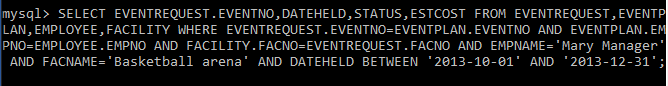 mysql> SELECT EVENTREQUEST.EVENTNO,DATEHELD,STATUS,ESTCOST FROM EVENTREQUEST,EVENTP
LAN,EMPLOYEE,FACILITY WHERE EVENTREQUEST.EVENTNO=EVENTPLAN.EVENTNO AND EVENTPLAN.EM
PNO=EMPLOYEE.EMPNO AND FACILITY.FACNO=EVENTREQUEST.FACNO AND EMPNAME='Mary Manager'
 AND FACNAME='Basketball arena' AND DATEHELD BETWEEN '2013-10-01' AND '2013-12-31';